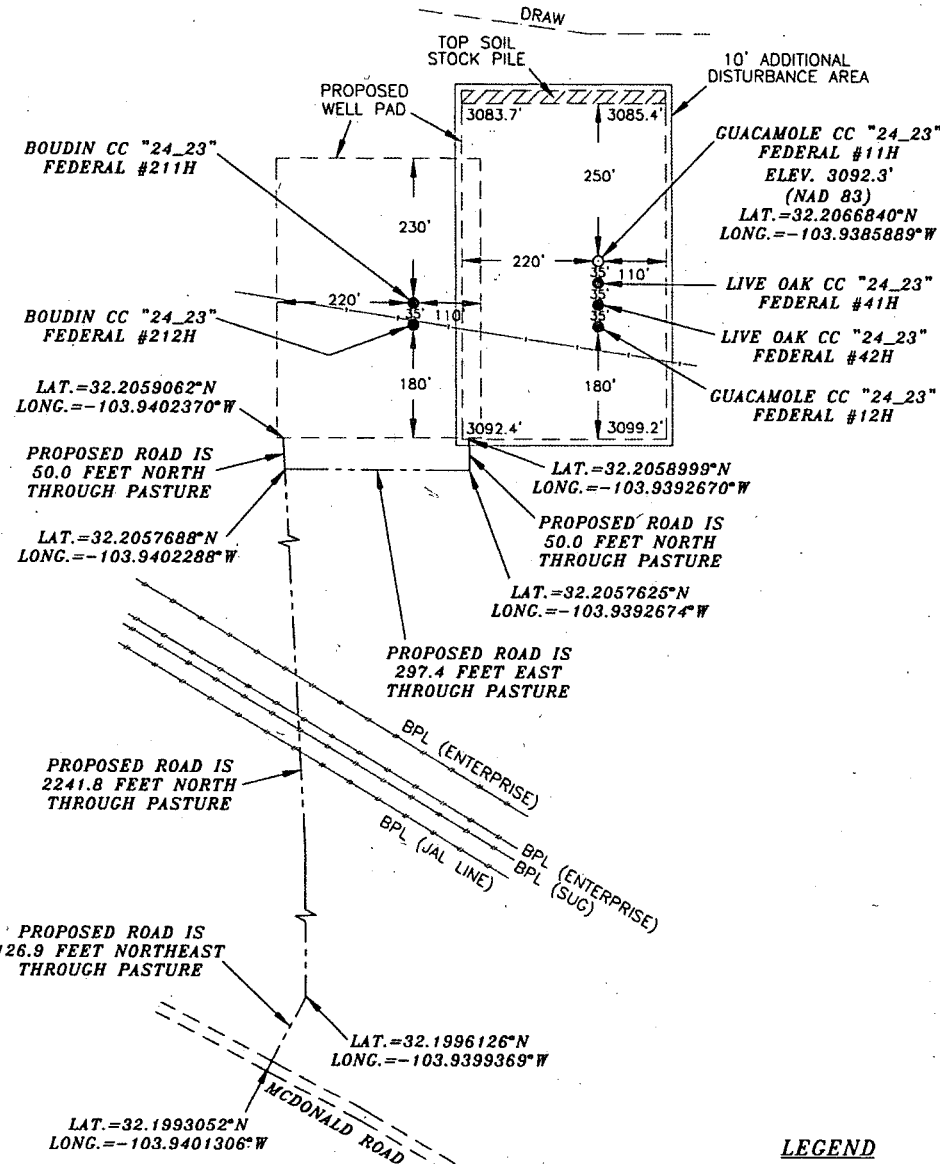 DRAW
TOP SOIL
STOCK PILE
10' ADDITIONAL
DISTURBANCE AREA
PROPOSED
WELL PAD
3083.7'
3085.4'
BOUDIN CC "24_23"
FEDERAL #211H
GUACAMOLE CC "24_23"
FEDERAL #11H
ELEV. 3092.3'
(NAD 83)
LAT.=32.2066840°N
LONG.=-103.9385889°W
250'
230'
220'
110'
35'
35'
35'
LIVE OAK CC "24_23"
FEDERAL #41H
LIVE OAK CC "24_23"
FEDERAL #42H
GUACAMOLE CC "24_23"
FEDERAL #12H
220'
110'
35'
BOUDIN CC "24_23"
FEDERAL #212H
180'
180'
3092.4'
3099.2'
LAT.=32.2059062°N
LONG.=-103.9402370°W
PROPOSED ROAD IS
50.0 FEET NORTH
THROUGH PASTURE
LAT.=32.2057688°N
LONG.=-103.9402288°W
LAT.=32.2058999°N
LONG.=-103.9392670°W
PROPOSED ROAD IS
50.0 FEET NORTH
THROUGH PASTURE
LAT.=32.2057625°N
LONG.=-103.9392674°W
PROPOSED ROAD IS
297.4 FEET EAST
THROUGH PASTURE
BPL (ENTERPRISE)
BPL (ENTERPRISE)
BPL (SUG)
BPL (JAL LINE)
PROPOSED ROAD IS
2241.8 FEET NORTH
THROUGH PASTURE
PROPOSED ROAD IS
126.9 FEET NORTHEAST
THROUGH PASTURE
LAT.=32.1996126°N
LONG.=-103.9399369°W
LAT.=32.1993052°N
LONG.=-103.9401306°W
MCDONALD ROAD
LEGEND